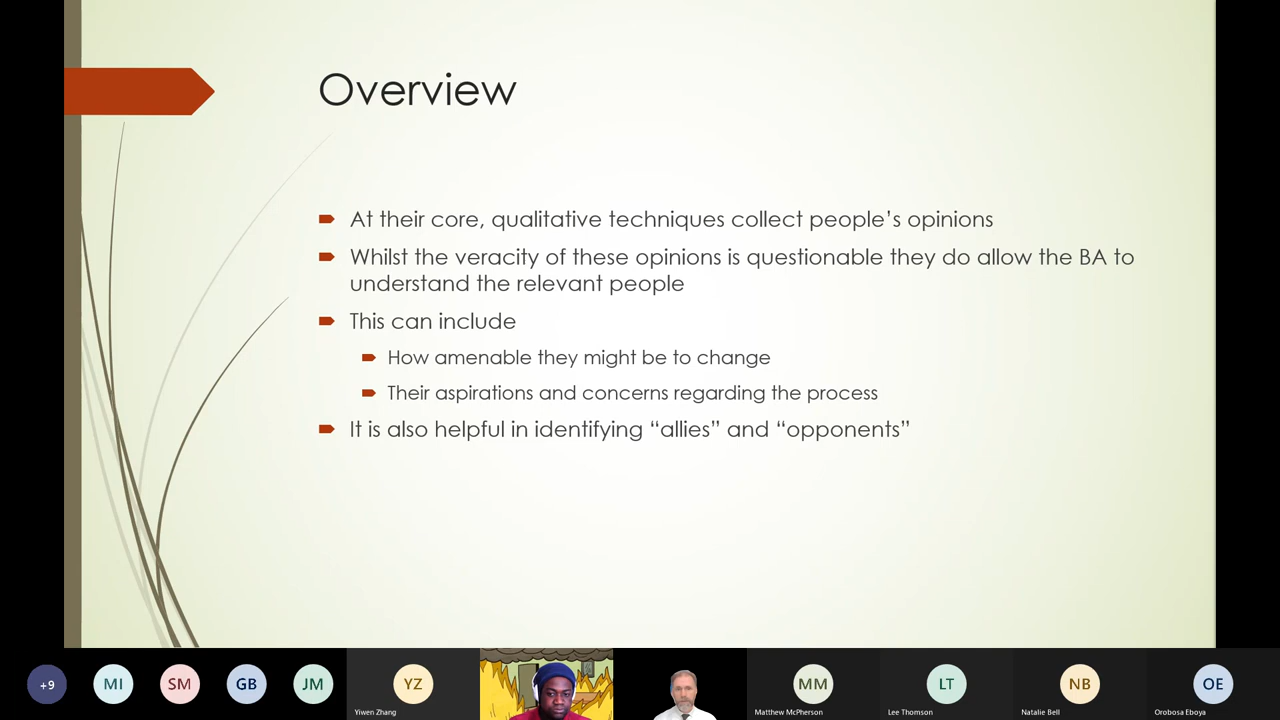 Overview
At their core, qualitative techniques collect people’s opinions
Whilst the veracity of these opinions is questionable they do allow the BA to
understand the relevant people
This can include
How amenable they might be to change
Their aspirations and concerns regarding the process
It is also helpful in identifying “allies” and “opponents”
+9
MI
SM
GB
JM
YZ
MM
LT
NB
OE
Yiwen Zhang
Matthew McPherson
Lee Thomson
Natalie Bell
Orobosa Eboya